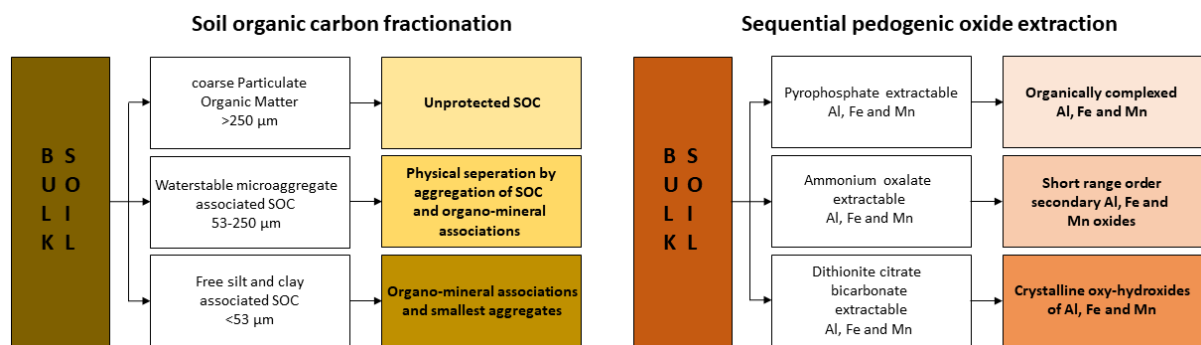 Soil organic carbon fractionation
BULK SOIL
coarse Particulate
Organic Matter
>250 µm
Unprotected SOC
Waterstable microaggregate
associated SOC
53-250 µm
Physical seperation by
aggregation of SOC
and organo-mineral
associations
Free silt and clay
associated SOC
<53 µm
Organo-mineral associations
and smallest aggregates
Sequential pedogenic oxide extraction
BULK SOIL
Pyrophosphate extractable
Al, Fe and Mn
Organically complexed
Al, Fe and Mn
Ammonium oxalate
extractable
Al, Fe and Mn
Short range order
secondary Al, Fe and
Mn oxides
Dithionite citrate
bicarbonate
extractable
Al, Fe and Mn
Crystalline oxy-hydroxides
of Al, Fe and Mn